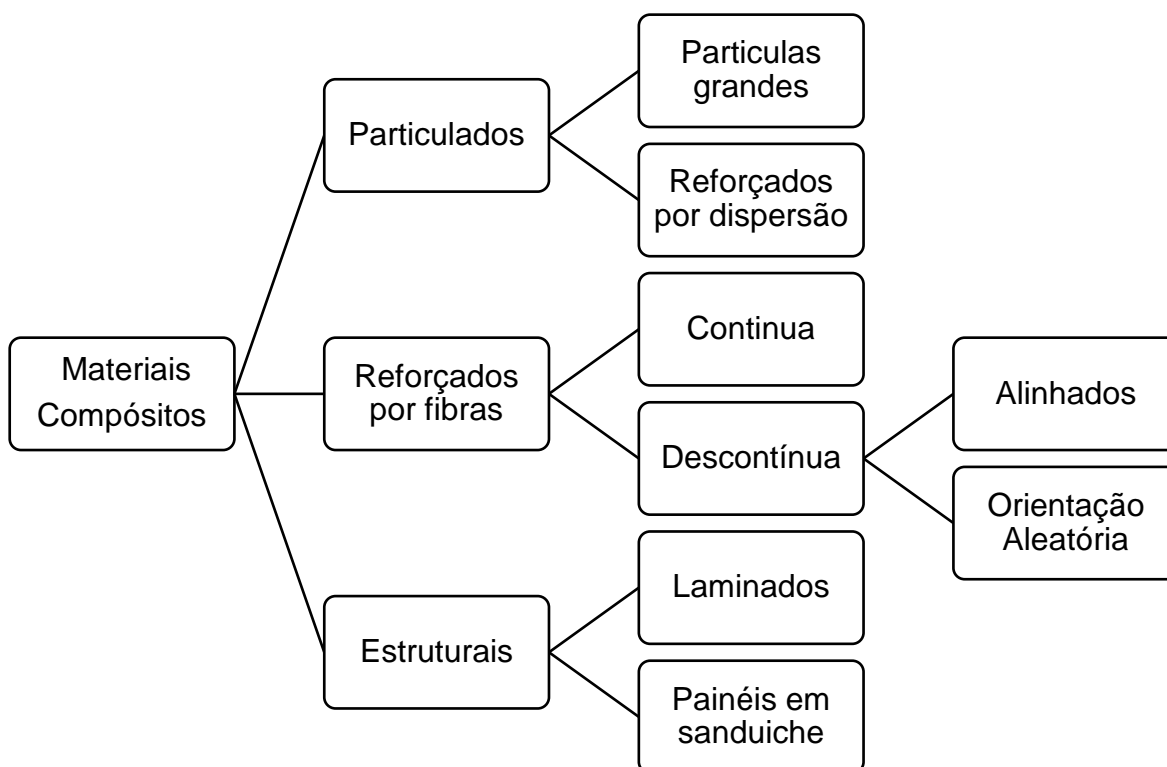 Materiais
Compósitos
Particulados
Particulas
grandes
Reforçados
por dispersão
Reforçados
por fibras
Continua
Descontínua
Alinhados
Orientação
Aleatória
Estruturais
Laminados
Painéis em
sanduiche